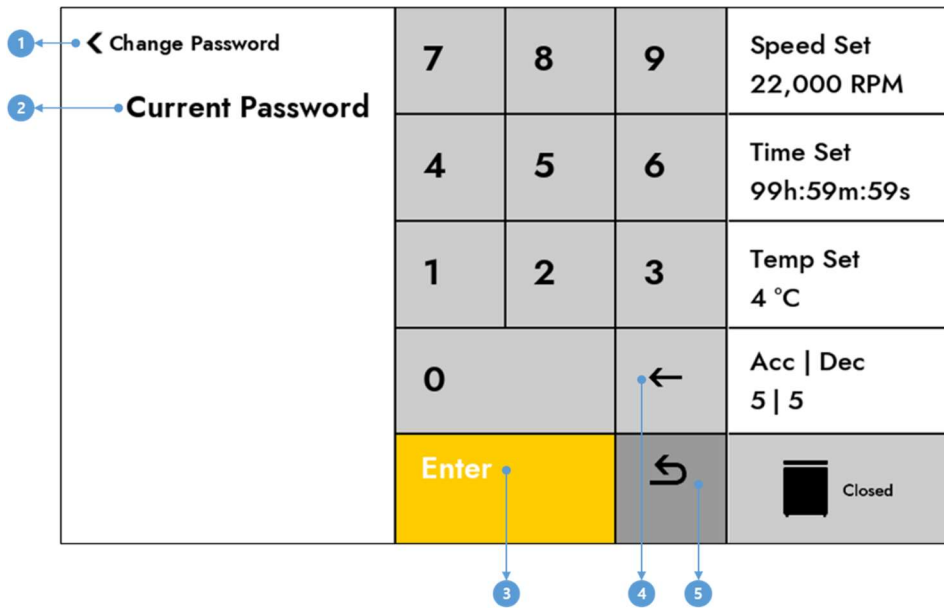 1
Change Password
2
Current Password
7 8 9
4 5 6
1 2 3
0 ←
Enter
Speed Set
22,000 RPM
Time Set
99h:59m:59s
Temp Set
4 °C
Acc | Dec
5 | 5
Closed
3 4 5